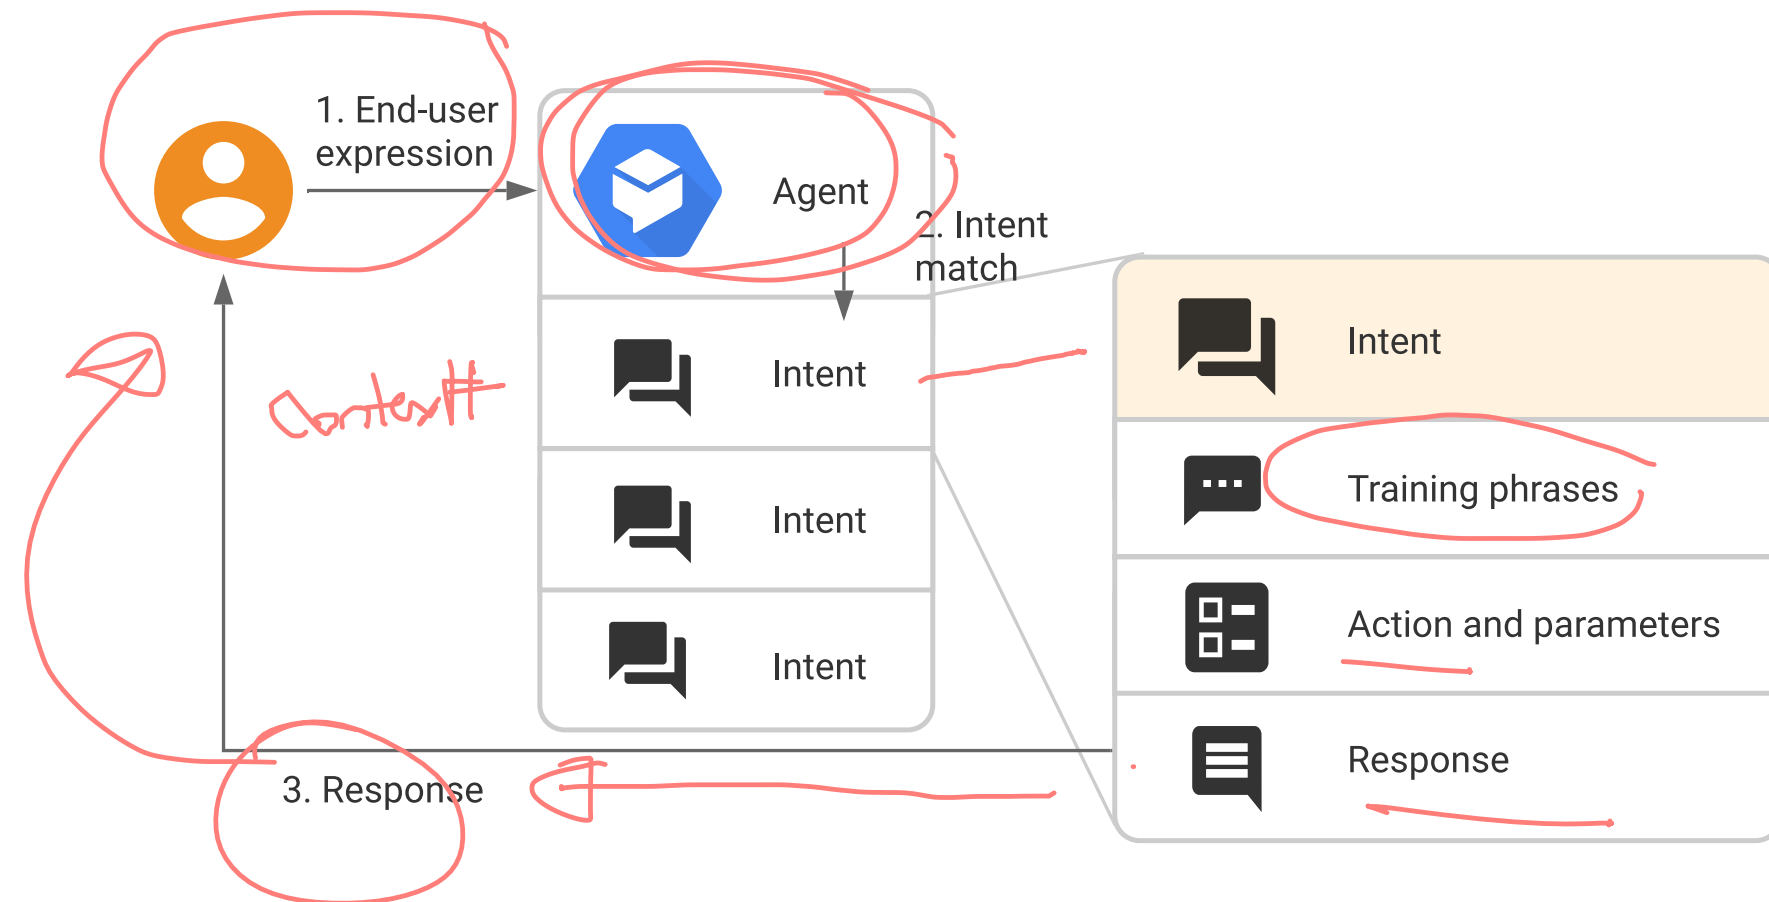 1. End-user
expression
Agent
2. Intent
match
Intent
Intent
Intent
Intent
Training phrases
Action and parameters
Response
3. Response